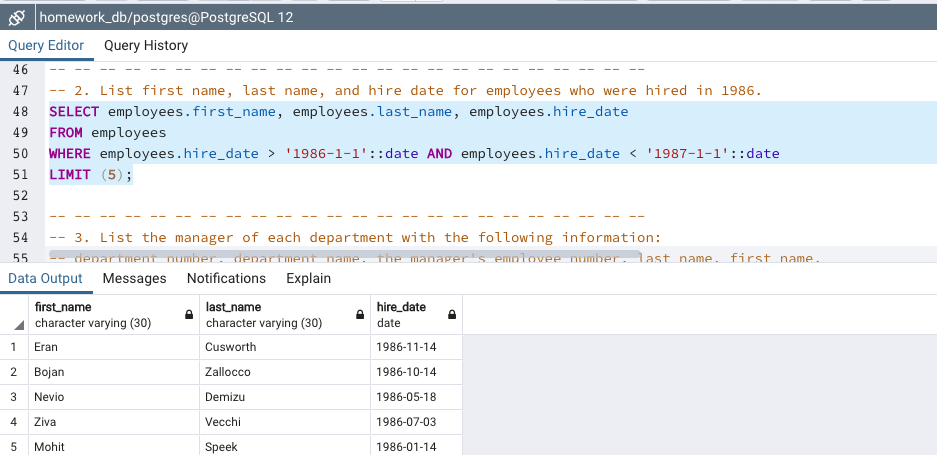 homework_db/postgres@PostgreSQL 12
Query Editor Query History
46 -- -- -- -- -- -- -- -- -- -- -- -- -- -- -- -- -- -- -- -- -- -- -- --
47 -- 2. List first name, last name, and hire date for employees who were hired in 1986.
48 SELECT employees.first_name, employees.last_name, employees.hire_date
49 FROM employees
50 WHERE employees.hire_date > '1986-1-1'::date AND employees.hire_date < '1987-1-1'::date
51 LIMIT (5);
52
53 -- -- -- -- -- -- -- -- -- -- -- -- -- -- -- -- -- -- -- -- -- -- -- --
54 -- 3. List the manager of each department with the following information:
55 -- department number, department name, the manager's employee number, last name, first name,
Data Output Messages Notifications Explain
first_name last_name hire_date
character varying (30) character varying (30) date
1 Eran Cusworth 1986-11-14
2 Bojan Zallocco 1986-10-14
3 Nevio Demizu 1986-05-18
4 Ziva Vecchi 1986-07-03
5 Mohit Speek 1986-01-14